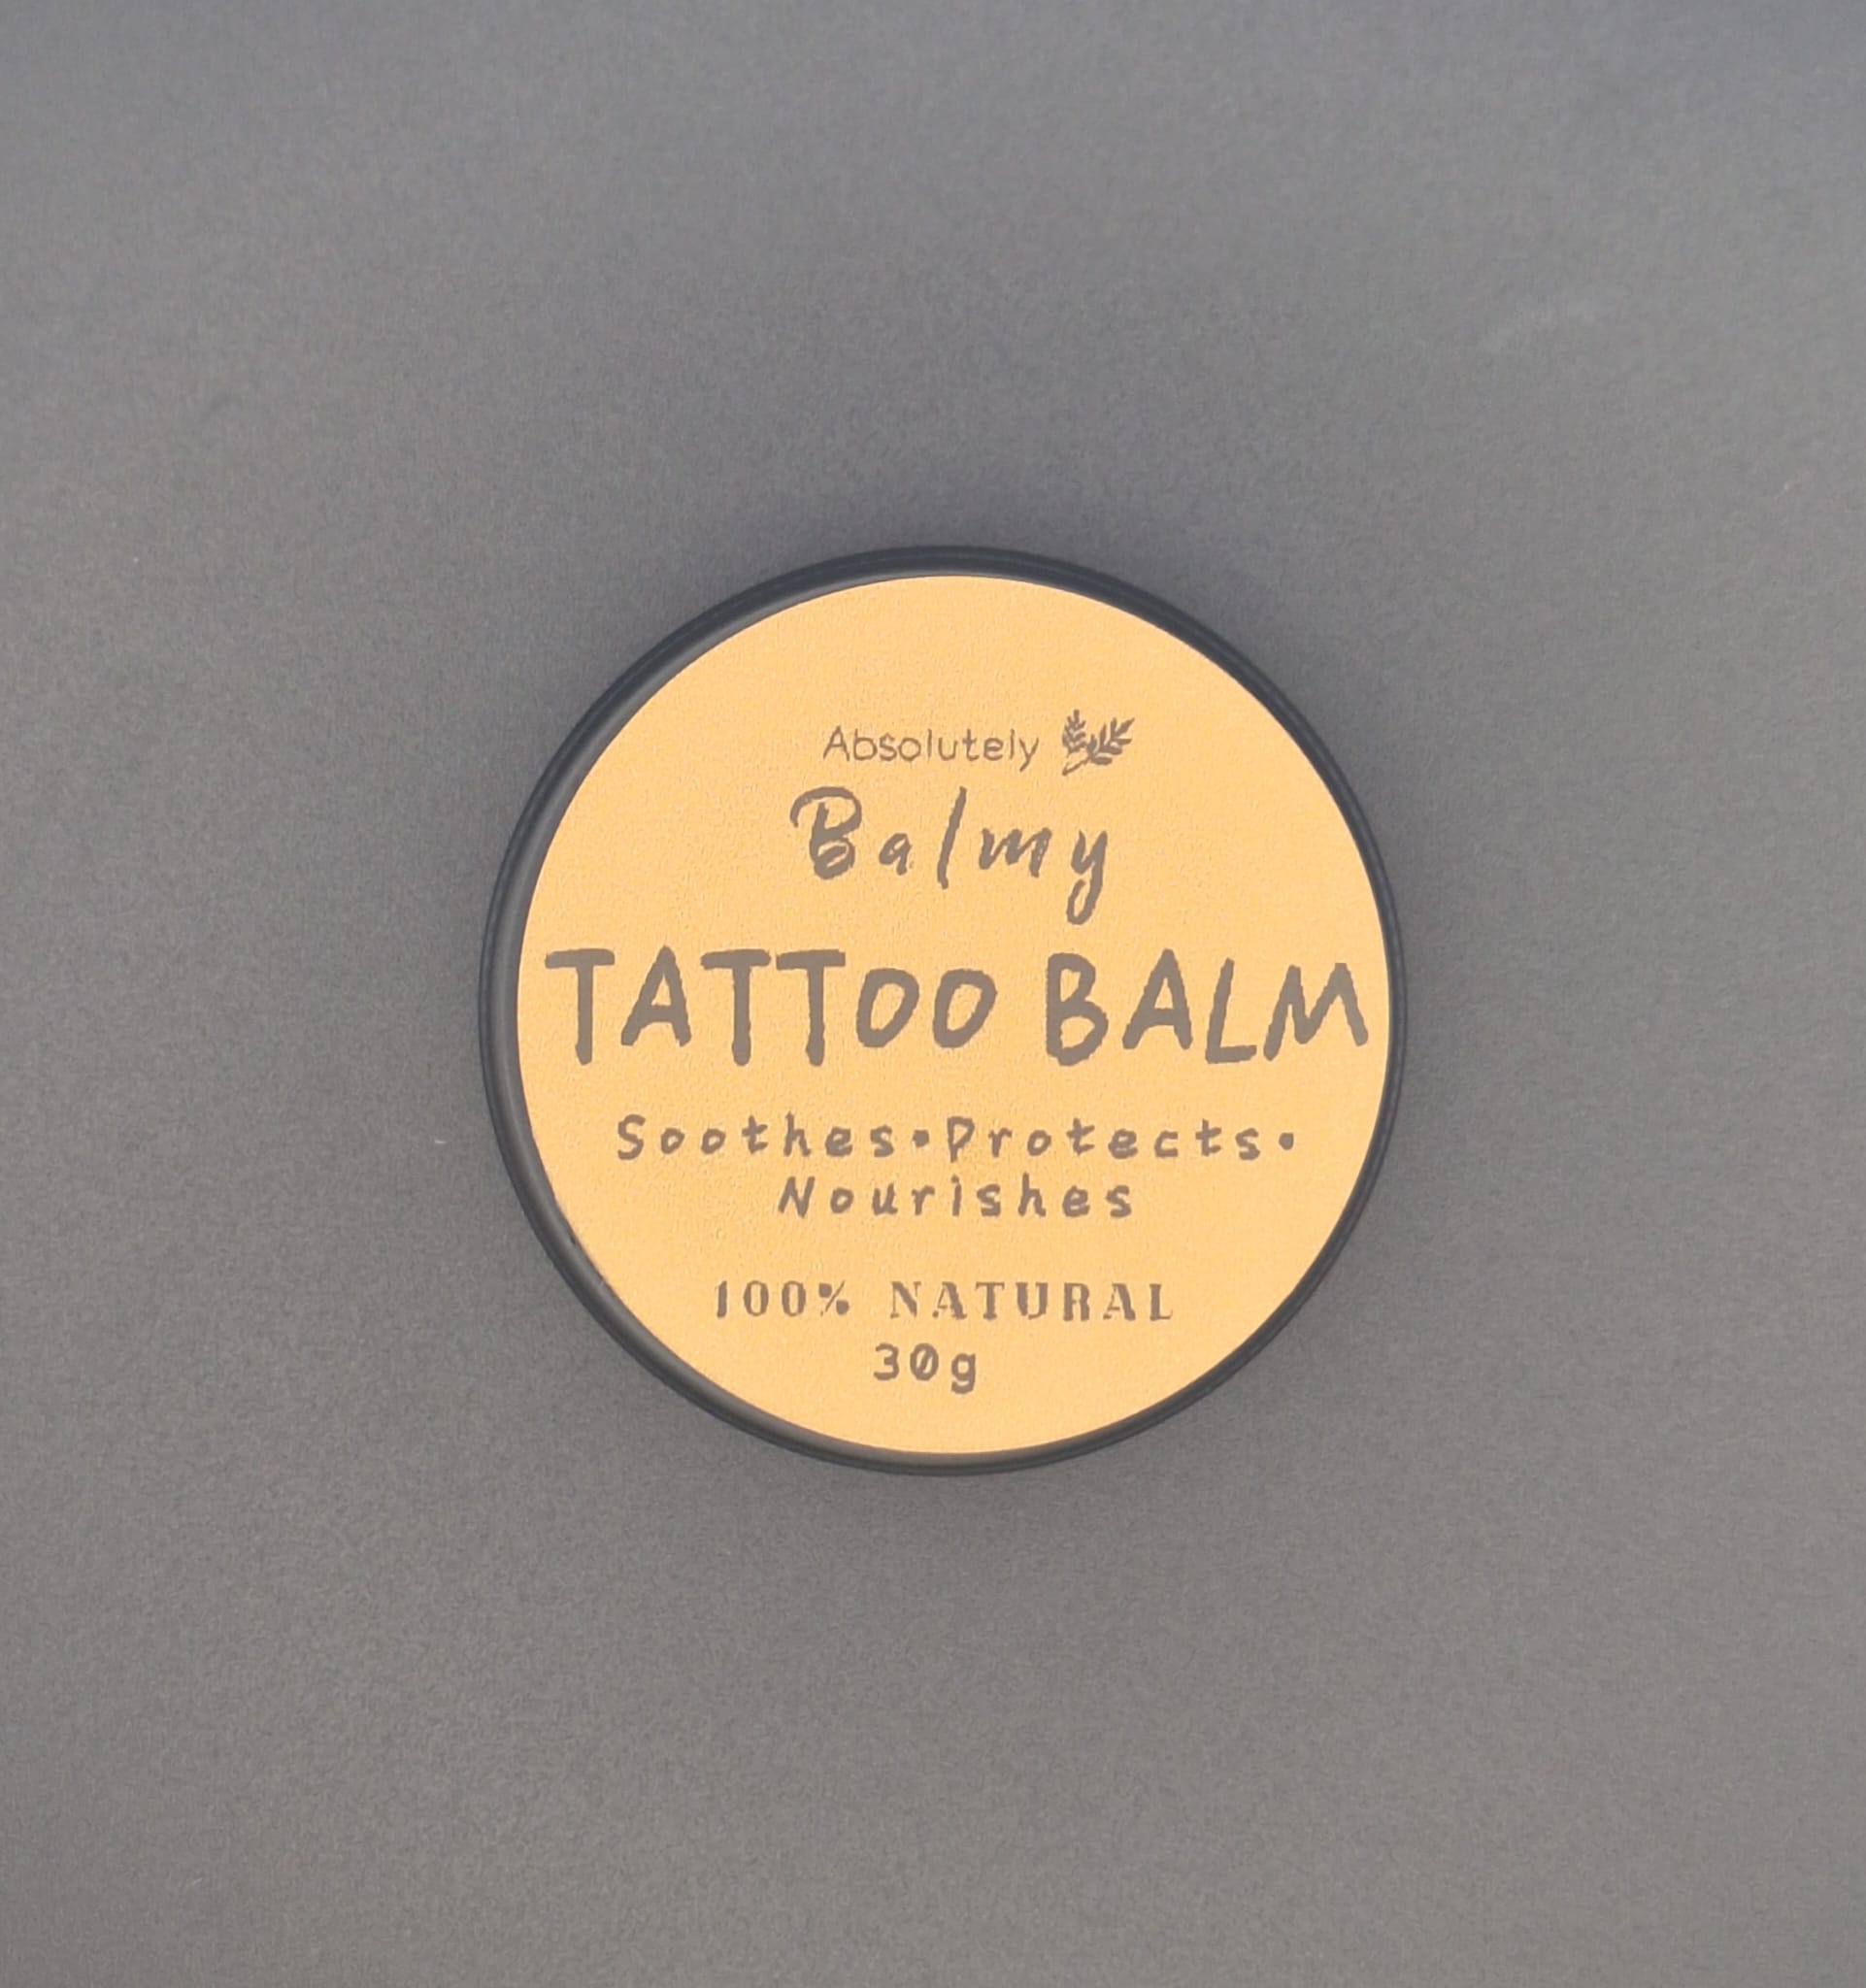 Absolutely
Balmy
TATTOO BALM
Soothes•Protects•
Nourishes
100% NATURAL
30g